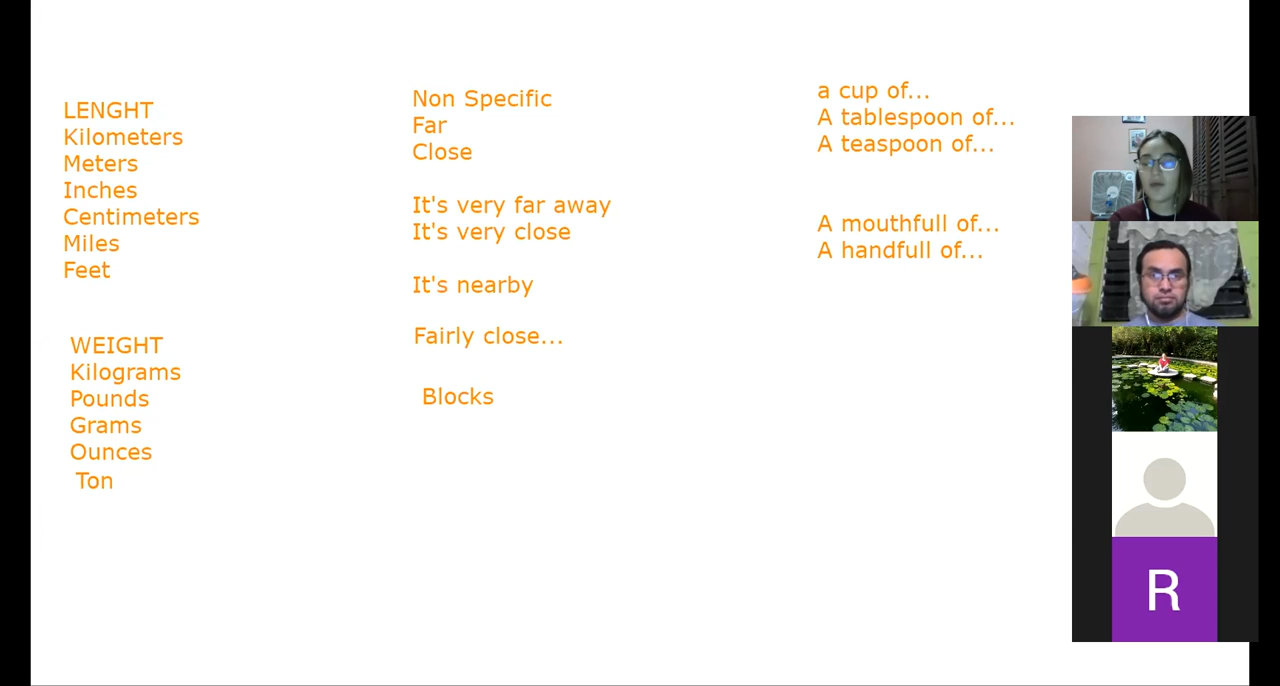 LENGHT
Kilometers
Meters
Inches
Centimeters
Miles
Feet
WEIGHT
Kilograms
Pounds
Grams
Ounces
Ton
Non Specific
Far
Close
It's very far away
It's very close
It's nearby
Fairly close...
Blocks
a cup of...
A tablespoon of...
A teaspoon of...
A mouthfull of...
A handfull of...
R